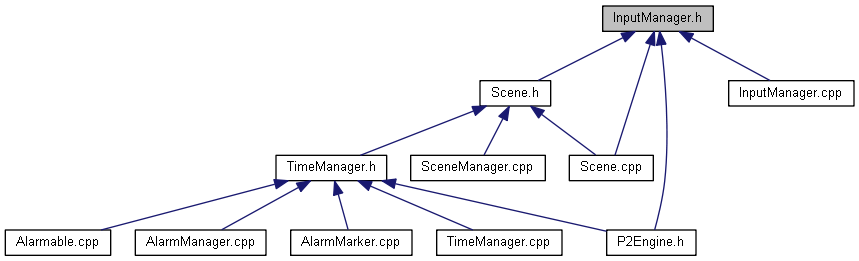 InputManager.h
Scene.h
InputManager.cpp
TimeManager.h
SceneManager.cpp
Scene.cpp
Alarmable.cpp
AlarmManager.cpp
AlarmMarker.cpp
TimeManager.cpp
P2Engine.h